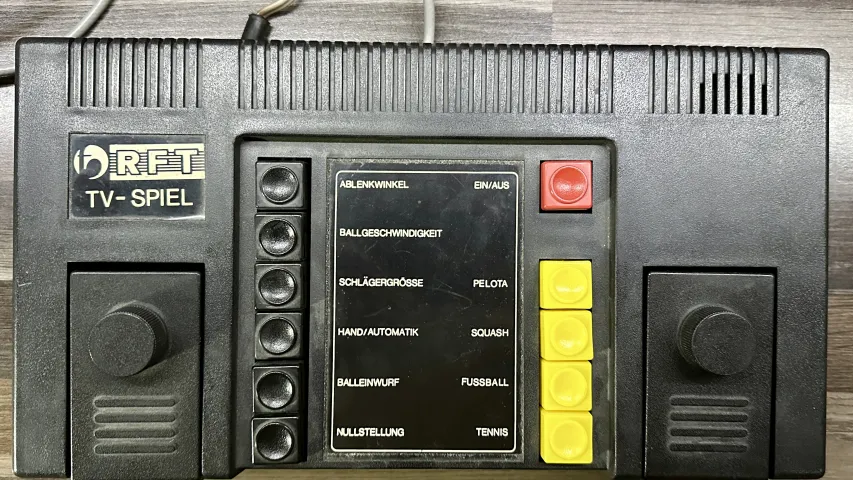 RFT
TV-SPIEL
ABLENKWINKEL EIN/AUS
BALLGESCHWINDIGKEIT
SCHLÄGERGRÖSSE PELOTA
HAND/AUTOMATIK SQUASH
BALLEINWURF FUSSBALL
NULLSTELLUNG TENNIS